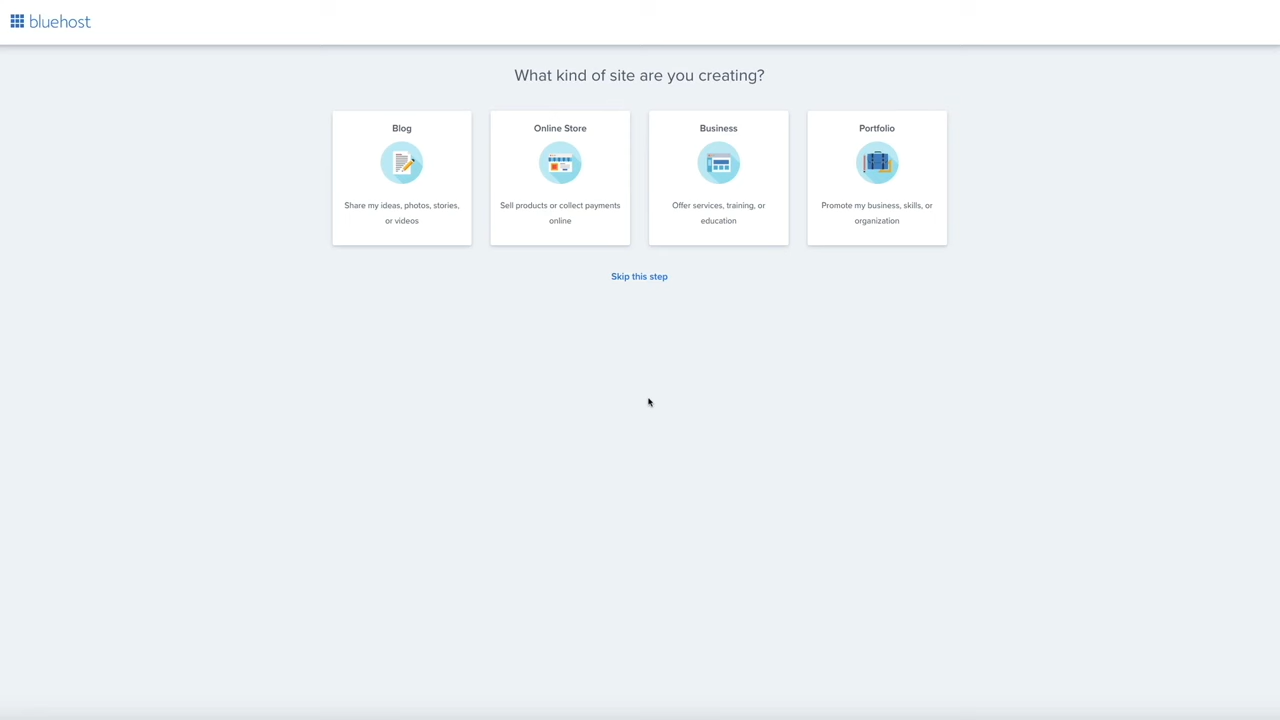 bluehost
What kind of site are you creating?
Blog
Share my ideas, photos, stories,
or videos
Online Store
Sell products or collect payments
online
Business
Offer services, training, or
education
Portfolio
Promote my business, skills, or
organization
Skip this step